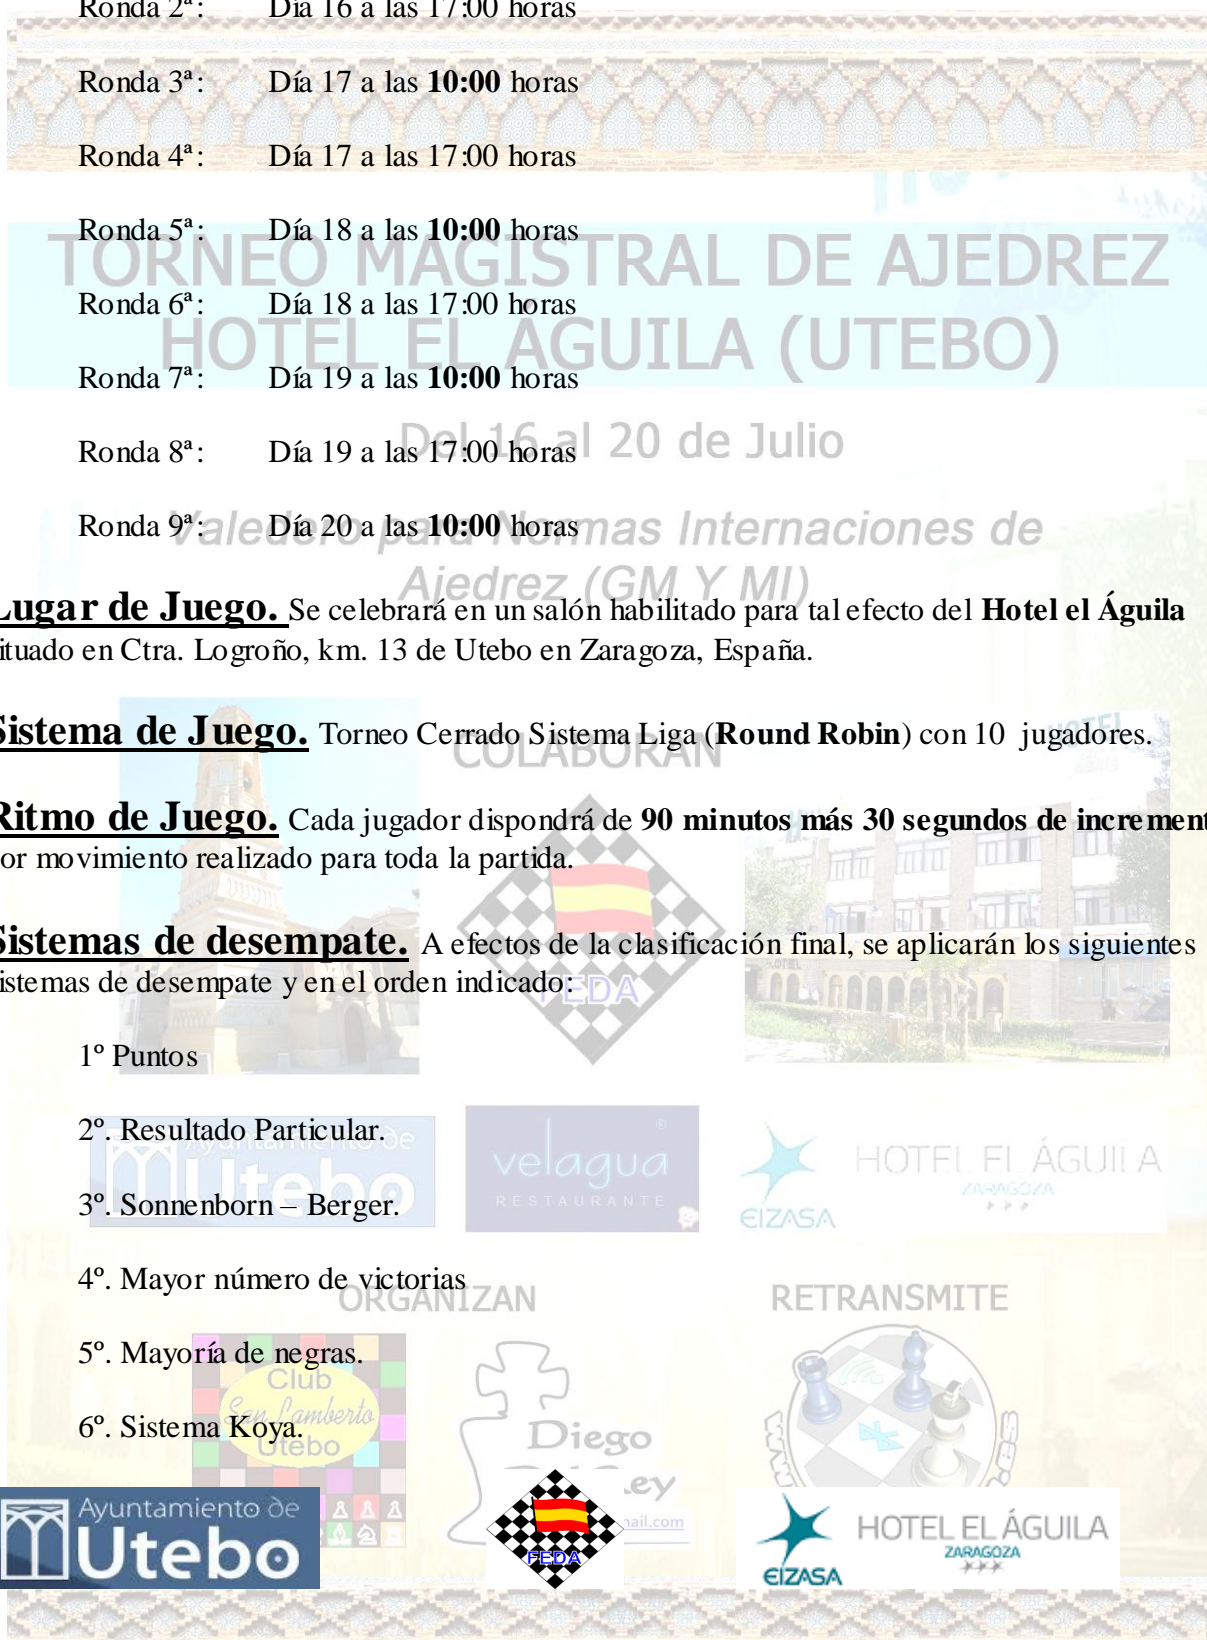 Ronda 2ª: Día 16 a las 17:00 horas
Ronda 3ª: Día 17 a las 10:00 horas
Ronda 4ª: Día 17 a las 17:00 horas
Ronda 5ª: Día 18 a las 10:00 horas
TORNEO MAGISTRAL DE AJEDREZ
Ronda 6ª: Día 18 a las 17:00 horas
HOTEL EL ÁGUILA (UTEBO)
Ronda 7ª: Día 19 a las 10:00 horas
Del 16 al 20 de Julio
Ronda 8ª: Día 19 a las 17:00 horas
Ronda 9ª: Día 20 a las 10:00 horas
Valedero para Normas Internaciones de
Ajedrez (GM Y MI)
Lugar de Juego. Se celebrará en un salón habilitado para tal efecto del Hotel el Águila
ituado en Ctra. Logroño, km. 13 de Utebo en Zaragoza, España.
Sistema de Juego. Torneo Cerrado Sistema Liga (Round Robin) con 10 jugadores.
COLABORAN
HOTEL
Ritmo de Juego. Cada jugador dispondrá de 90 minutos más 30 segundos de increment
or movimiento realizado para toda la partida.
Sistemas de desempate. A efectos de la clasificación final, se aplicarán los siguientes
istemas de desempate y en el orden indicado:
FEDA
1º Puntos
2º. Resultado Particular.
3º. Sonnenborn – Berger.
Ayuntamiento de
Utebo
velagua
RESTAURANTE
EIZASA
HOTEL EL ÁGUILA
ZARAGOZA
4º. Mayor número de victorias
ORGANIZAN
RETRANSMITE
5º. Mayoría de negras.
6º. Sistema Koya.
Club
San Lamberto
Utebo
Diego
ey
ail.com
Ayuntamiento de
Utebo
FEDA
EIZASA
HOTEL EL ÁGUILA
ZARAGOZA